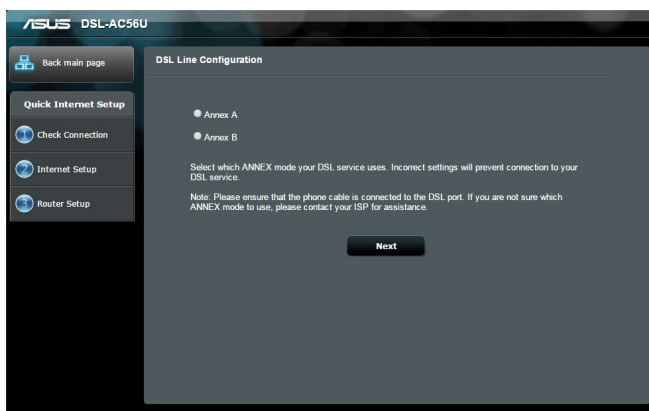 ASUS DSL-AC56U
Back main page
Quick Internet Setup
1 Check Connection
2 Internet Setup
3 Router Setup
DSL Line Configuration
Annex A
Annex B
Select which ANNEX mode your DSL service uses. Incorrect settings will prevent connection to your
DSL service.
Note: Please ensure that the phone cable is connected to the DSL port. If you are not sure which
ANNEX mode to use, please contact your ISP for assistance.
Next